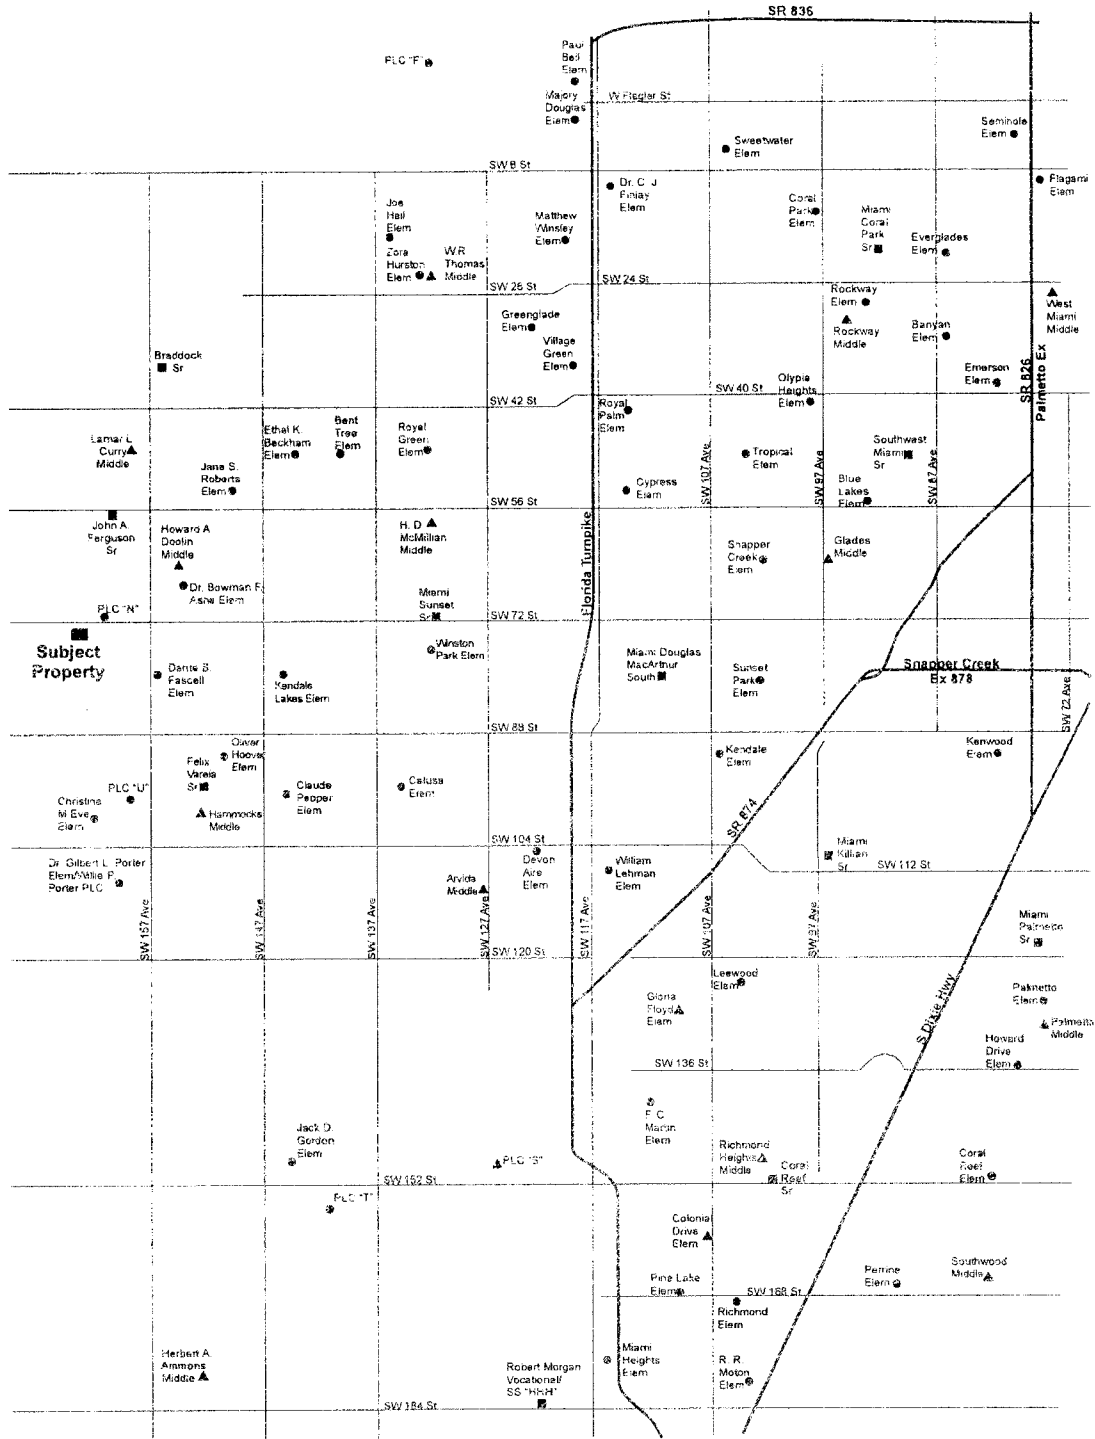 SR 836
PLC "F"
Paul
Bell
Elem
Majory
Douglas
Elem
W Flagler St
Seminole
Elem
Sweetwater
Elem
SW 8 St
Flagami
Elem
Dr. C. J
Finlay
Elem
Joe
Hall
Elem
Matthew
Winsley
Elem
Coral
Park
Elem
Miami
Coral
Park
Sr
Everglades
Elem
Zora
Hurston
Elem
W.R.
Thomas
Middle
SW 26 St
SW 24 St
Greenglade
Elem
Village
Green
Elem
Rockway
Elem
Rockway
Middle
Banyan
Elem
West
Miami
Middle
Braddock
Sr
SW 40 St
Olypia
Heights
Elem
Emerson
Elem
SR 826
Palmetto Ex
SW 42 St
Royal
Palm
Elem
Lamar L
Curry
Middle
Ethel K.
Beckham
Elem
Bent
Tree
Elem
Royal
Green
Elem
Jane S.
Roberts
Elem
Cypress
Elem
SW 107 Ave
Tropical
Elem
SW 97 Ave
Southwest
Miami
Sr
SW 87 Ave
Blue
Lakes
Elem
SW 56 St
John A.
Ferguson
Sr
Howard A
Doolin
Middle
H. D
McMillian
Middle
Florida Turnpike
Snapper
Creek
Elem
Glades
Middle
Dr. Bowman F.
Ashe Elem
PLC "N"
Miami
Sunset
Sr
SW 72 St
Subject
Property
Winston
Park Elem
Miami Douglas
MacArthur
South
Sunset
Park
Elem
Snapper Creek
Ex 878
Dante B.
Fascell
Elem
Kendale
Lakes Elem
SW 72 Ave
SW 88 St
Oliver
Hoover
Elem
Felix
Varela
Sr
Kendale
Elem
Kenwood
Elem
PLC "U"
Christina
M Eve
Elem
Hammocks
Middle
Claude
Pepper
Elem
Calusa
Elem
SR 874
SW 104 St
Dr. Gilbert L. Porter
Elem/Willie P.
Porter PLC
Arvida
Middle
Devon
Aire
Elem
William
Lehman
Elem
Miami
Killian
Sr
SW 112 St
SW 157 Ave
SW 147 Ave
SW 137 Ave
SW 127 Ave
SW 117 Ave
SW 107 Ave
SW 97 Ave
Miami
Palmetto
Sr
SW 120 St
Leewood
Elem
Gloria
Floyd
Elem
S Dixie Hwy
Palmetto
Elem
Palmetto
Middle
Howard
Drive
Elem
SW 136 St
F. C.
Martin
Elem
Jack D.
Gordon
Elem
PLC "S"
Richmond
Heights
Middle
Coral
Reef
Sr
Coral
Reef
Elem
SW 152 St
PLC "T"
Colonial
Drive
Elem
Pine Lake
Elem
Perrine
Elem
Southwood
Middle
SW 168 St
Richmond
Elem
Herbert A.
Ammons
Middle
Robert Morgan
Vocational/
SS "HHH"
Miami
Heights
Elem
R. R.
Moton
Elem
SW 184 St